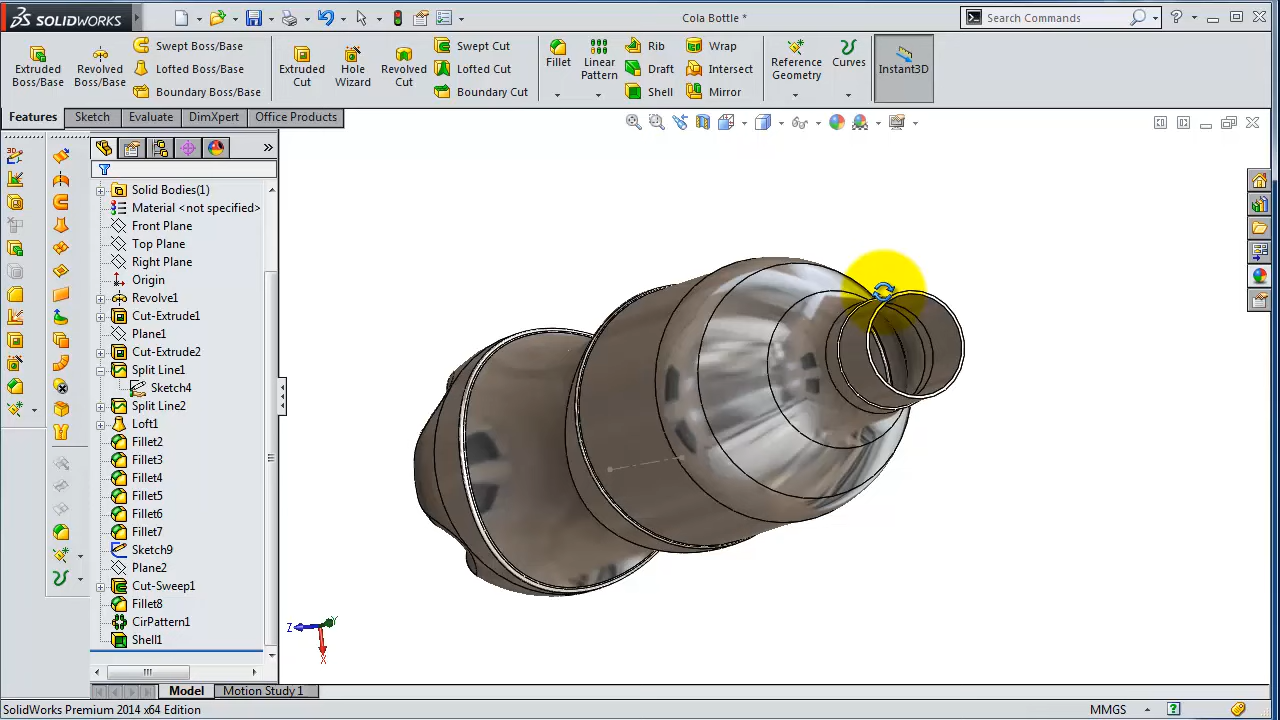 SOLIDWORKS
Cola Bottle *
Search Commands
Extruded Boss/Base
Revolved Boss/Base
Swept Boss/Base
Lofted Boss/Base
Boundary Boss/Base
Extruded Cut
Hole Wizard
Revolved Cut
Swept Cut
Lofted Cut
Boundary Cut
Fillet
Linear Pattern
Rib
Draft
Shell
Wrap
Intersect
Mirror
Reference Geometry
Curves
Instant3D
Features
Sketch
Evaluate
DimXpert
Office Products
Solid Bodies(1)
Material <not specified>
Front Plane
Top Plane
Right Plane
Origin
Revolve1
Cut-Extrude1
Plane1
Cut-Extrude2
Split Line1
Sketch4
Split Line2
Loft1
Fillet2
Fillet3
Fillet4
Fillet5
Fillet6
Fillet7
Sketch9
Plane2
Cut-Sweep1
Fillet8
CirPattern1
Shell1
Z
Y
X
Model
Motion Study 1
SolidWorks Premium 2014 x64 Edition
MMGS